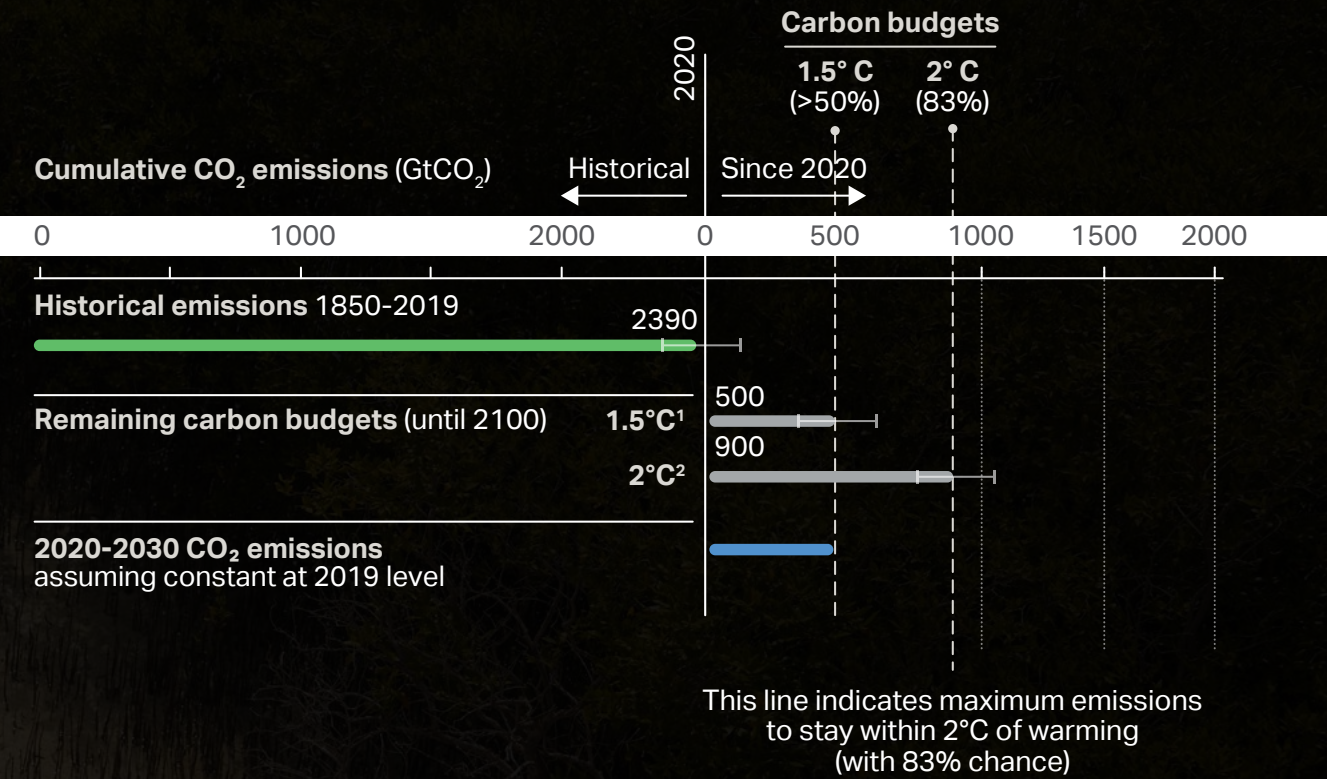 Carbon budgets
2020
1.5° C
(>50%)
2° C
(83%)
Cumulative CO₂ emissions (GtCO₂)
Historical
Since 2020
0 1000 2000 0 500 1000 1500 2000
Historical emissions 1850-2019
2390
Remaining carbon budgets (until 2100) 1.5°C¹
500
900
2°C²
2020-2030 CO₂ emissions
assuming constant at 2019 level
This line indicates maximum emissions
to stay within 2°C of warming
(with 83% chance)